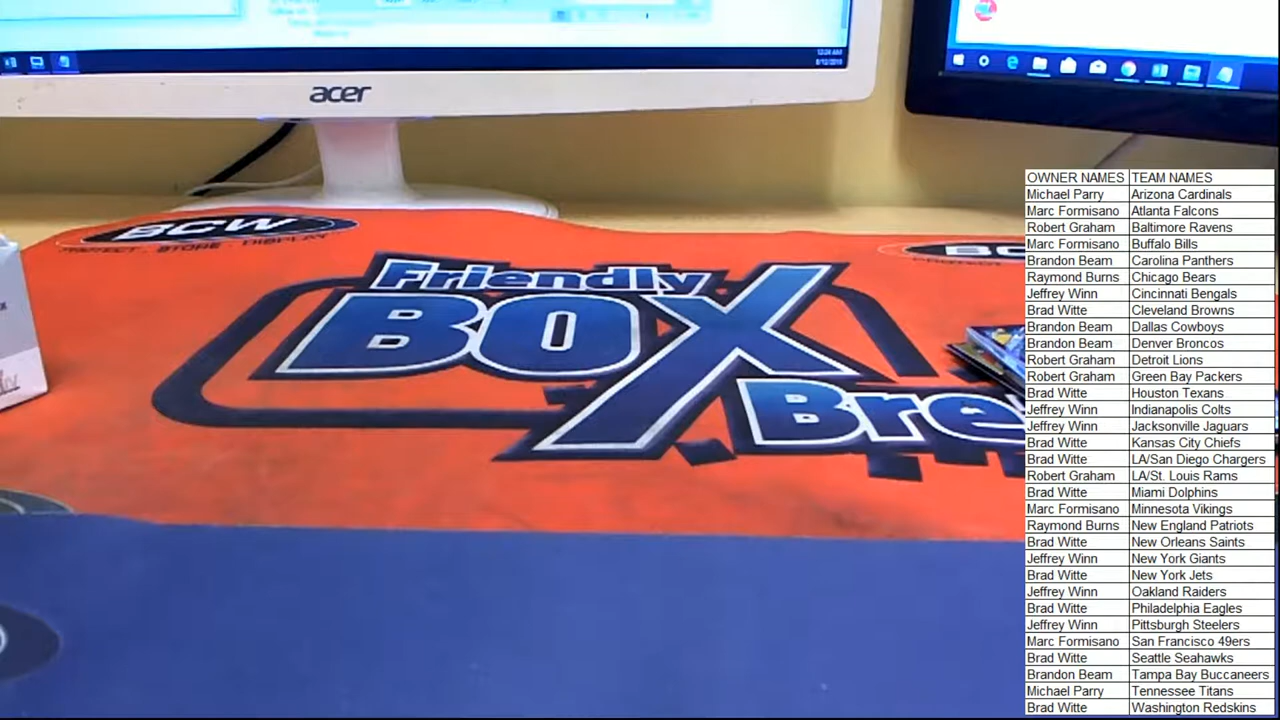 12:24 AM
acer
BCW
PROTECT · STORE · DISPLAY
Friendly
BOX
Bre
OWNER NAMES TEAM NAMES
Michael Parry Arizona Cardinals
Marc Formisano Atlanta Falcons
Robert Graham Baltimore Ravens
Marc Formisano Buffalo Bills
Brandon Beam Carolina Panthers
Raymond Burns Chicago Bears
Jeffrey Winn Cincinnati Bengals
Brad Witte Cleveland Browns
Brandon Beam Dallas Cowboys
Brandon Beam Denver Broncos
Robert Graham Detroit Lions
Robert Graham Green Bay Packers
Brad Witte Houston Texans
Jeffrey Winn Indianapolis Colts
Jeffrey Winn Jacksonville Jaguars
Brad Witte Kansas City Chiefs
Brad Witte LA/San Diego Chargers
Robert Graham LA/St. Louis Rams
Brad Witte Miami Dolphins
Marc Formisano Minnesota Vikings
Raymond Burns New England Patriots
Brad Witte New Orleans Saints
Jeffrey Winn New York Giants
Brad Witte New York Jets
Jeffrey Winn Oakland Raiders
Brad Witte Philadelphia Eagles
Jeffrey Winn Pittsburgh Steelers
Marc Formisano San Francisco 49ers
Brad Witte Seattle Seahawks
Brandon Beam Tampa Bay Buccaneers
Michael Parry Tennessee Titans
Brad Witte Washington Redskins